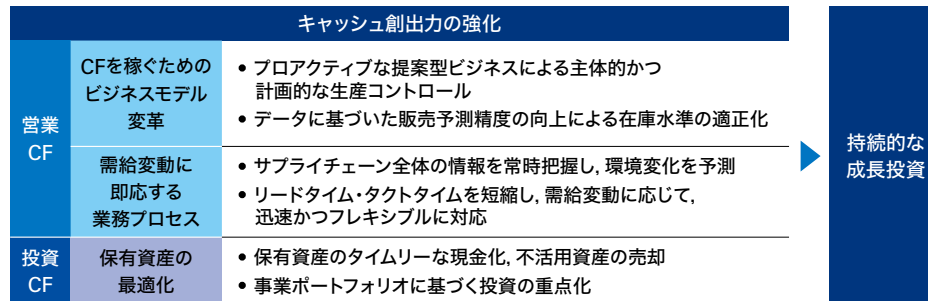 キャッシュ創出力の強化
営業
CF
CFを稼ぐための
ビジネスモデル
変革
• プロアクティブな提案型ビジネスによる主体的かつ
計画的な生産コントロール
• データに基づいた販売予測精度の向上による在庫水準の適正化
需給変動に
即応する
業務プロセス
• サプライチェーン全体の情報を常時把握し, 環境変化を予測
• リードタイム・タクトタイムを短縮し, 需給変動に応じて,
迅速かつフレキシブルに対応
投資
CF
保有資産の
最適化
• 保有資産のタイムリーな現金化, 不活用資産の売却
• 事業ポートフォリオに基づく投資の重点化
持続的な
成長投資